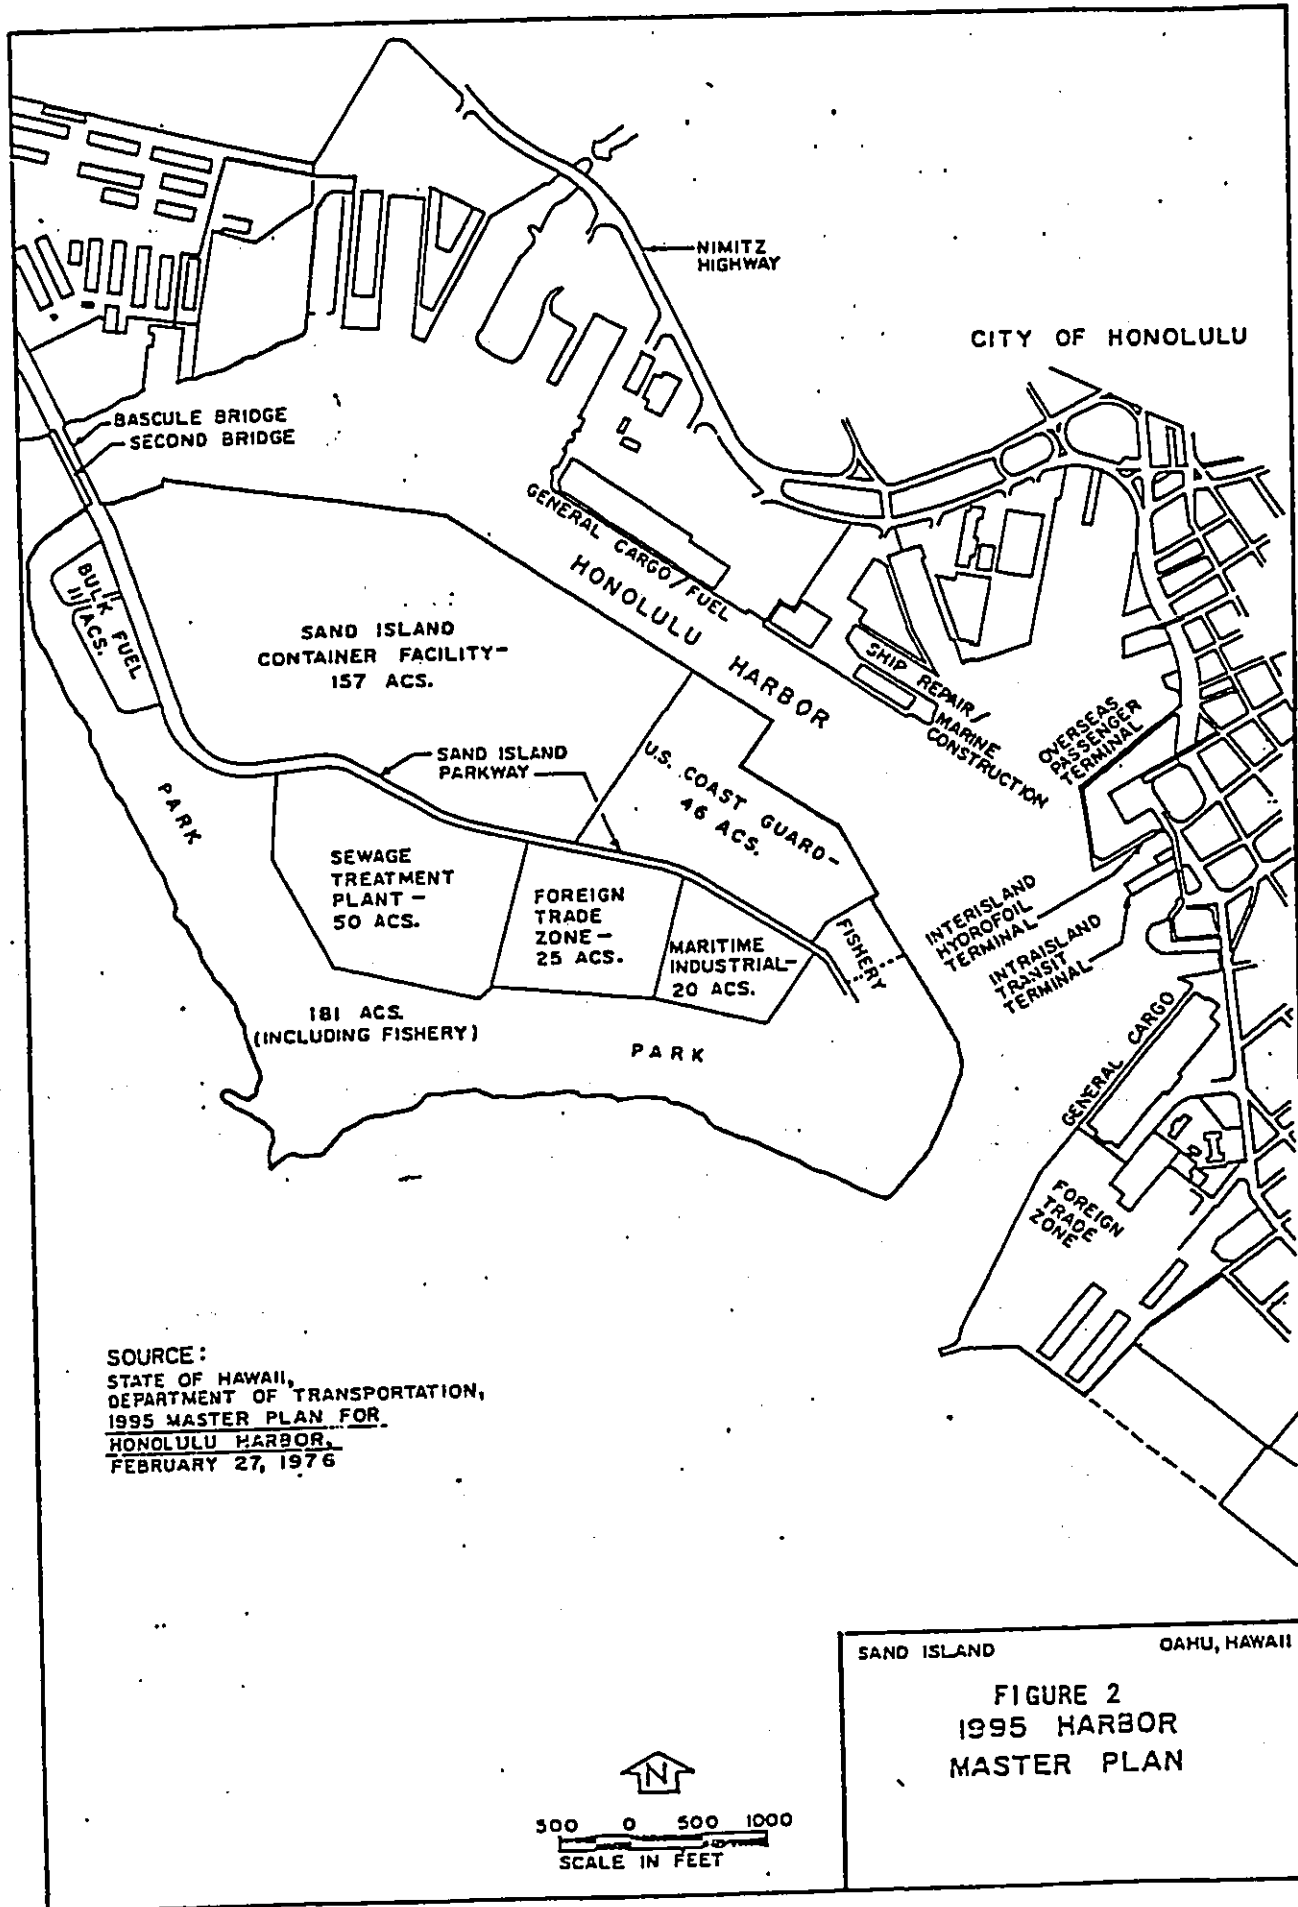 NIMITZ
HIGHWAY
CITY OF HONOLULU
BASCULE BRIDGE
SECOND BRIDGE
GENERAL CARGO/FUEL
HONOLULU HARBOR
BULK FUEL
11 ACS.
SAND ISLAND
CONTAINER FACILITY-
157 ACS.
SHIP REPAIR/
MARINE
CONSTRUCTION
OVERSEAS
PASSENGER
TERMINAL
SAND ISLAND
PARKWAY
U.S. COAST GUARD-
46 ACS.
PARK
SEWAGE
TREATMENT
PLANT -
50 ACS.
FOREIGN
TRADE
ZONE -
25 ACS.
MARITIME
INDUSTRIAL-
20 ACS.
FISHERY
INTERISLAND
HYDROFOIL
TERMINAL
INTRAISLAND
TRANSIT
TERMINAL
181 ACS.
(INCLUDING FISHERY)
PARK
GENERAL CARGO
FOREIGN
TRADE
ZONE
SOURCE:
STATE OF HAWAII,
DEPARTMENT OF TRANSPORTATION,
1995 MASTER PLAN FOR
HONOLULU HARBOR,
FEBRUARY 27, 1976
SAND ISLAND OAHU, HAWAII
FIGURE 2
1995 HARBOR
MASTER PLAN
N
500 0 500 1000
SCALE IN FEET